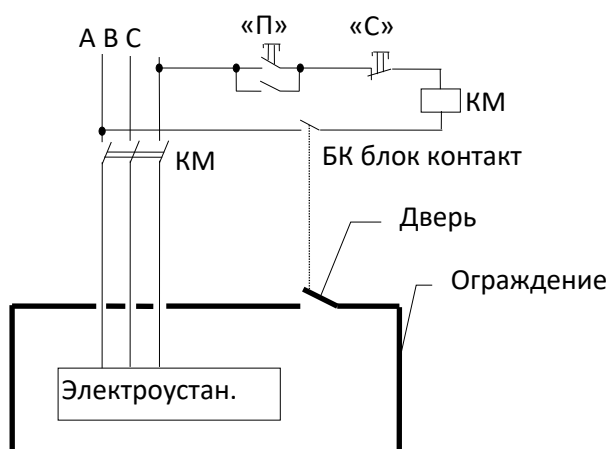 «П»
«С»
А В С
КМ
КМ
БК блок контакт
Дверь
Ограждение
Электроустан.